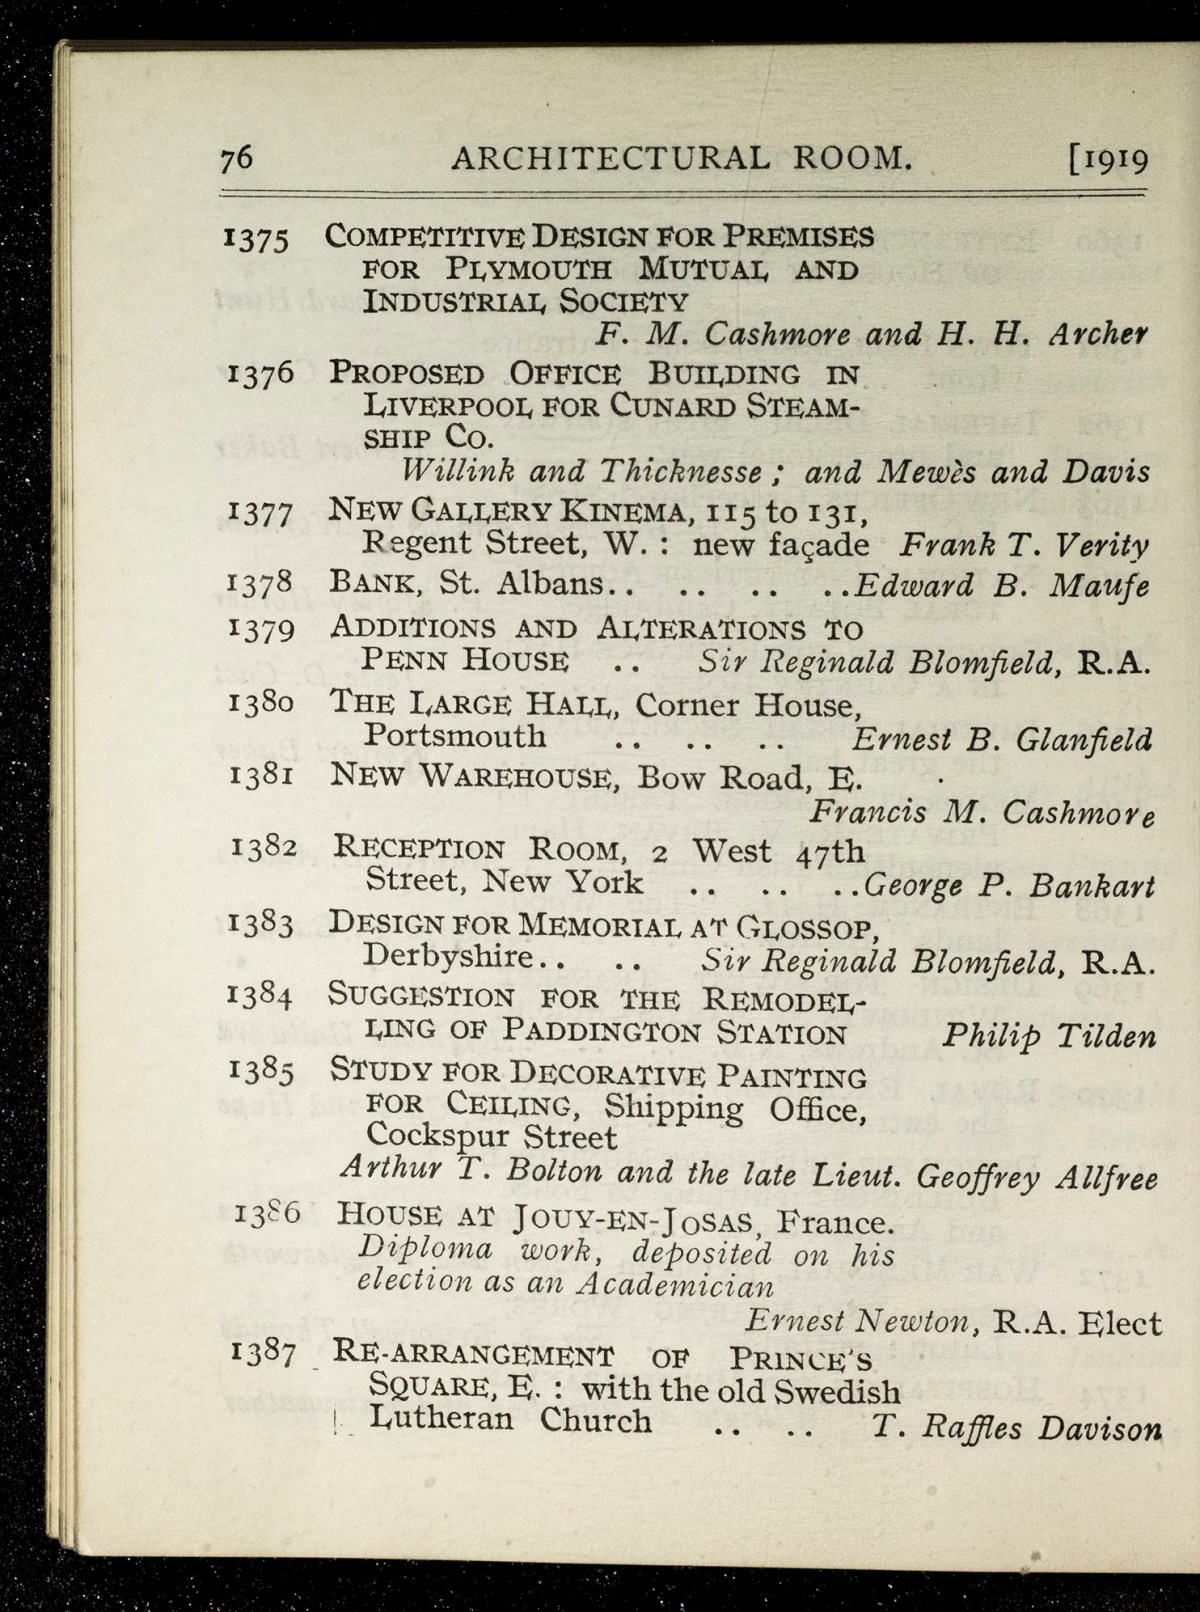 76 ARCHITECTURAL ROOM. [1919
1375 COMPETITIVE DESIGN FOR PREMISES
FOR PLYMOUTH MUTUAL AND
INDUSTRIAL SOCIETY
F. M. Cashmore and H. H. Archer
1376 PROPOSED OFFICE BUILDING IN
LIVERPOOL FOR CUNARD STEAM-
SHIP CO.
Willink and Thicknesse ; and Mewès and Davis
1377 NEW GALLERY KINEMA, 115 to 131,
Regent Street, W. : new façade Frank T. Verity
1378 BANK, St. Albans.. .. .. ..Edward B. Maufe
1379 ADDITIONS AND ALTERATIONS TO
PENN HOUSE .. Sir Reginald Blomfield, R.A.
1380 THE LARGE HALL, Corner House,
Portsmouth .. .. .. Ernest B. Glanfield
1381 NEW WAREHOUSE, Bow Road, E.
Francis M. Cashmore
1382 RECEPTION ROOM, 2 West 47th
Street, New York .. .. ..George P. Bankart
1383 DESIGN FOR MEMORIAL AT GLOSSOP,
Derbyshire.. .. Sir Reginald Blomfield, R.A.
1384 SUGGESTION FOR THE REMODEL-
LING OF PADDINGTON STATION Philip Tilden
1385 STUDY FOR DECORATIVE PAINTING
FOR CEILING, Shipping Office,
Cockspur Street
Arthur T. Bolton and the late Lieut. Geoffrey Allfree
1386 HOUSE AT JOUY-EN-JOSAS, France.
Diploma work, deposited on his
election as an Academician
Ernest Newton, R.A. Elect
1387 RE-ARRANGEMENT OF PRINCE'S
SQUARE, E. : with the old Swedish
Lutheran Church .. .. T. Raffles Davison